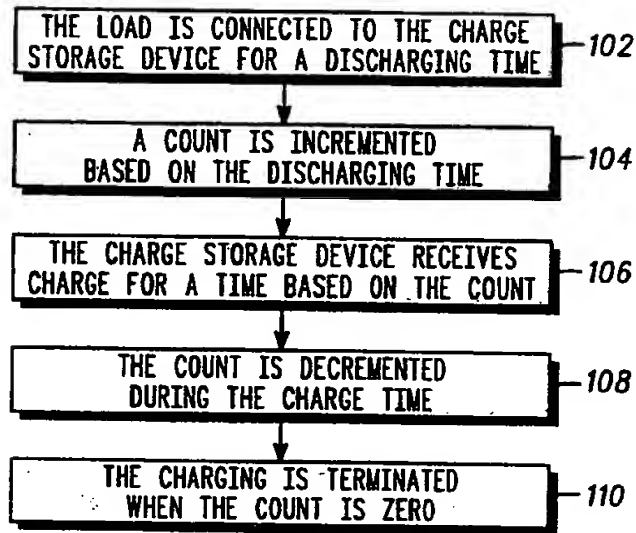 THE LOAD IS CONNECTED TO THE CHARGE
STORAGE DEVICE FOR A DISCHARGING TIME
102
A COUNT IS INCREMENTED
BASED ON THE DISCHARGING TIME
104
THE CHARGE STORAGE DEVICE RECEIVES
CHARGE FOR A TIME BASED ON THE COUNT
106
THE COUNT IS DECREMENTED
DURING THE CHARGE TIME
108
THE CHARGING IS TERMINATED
WHEN THE COUNT IS ZERO
110